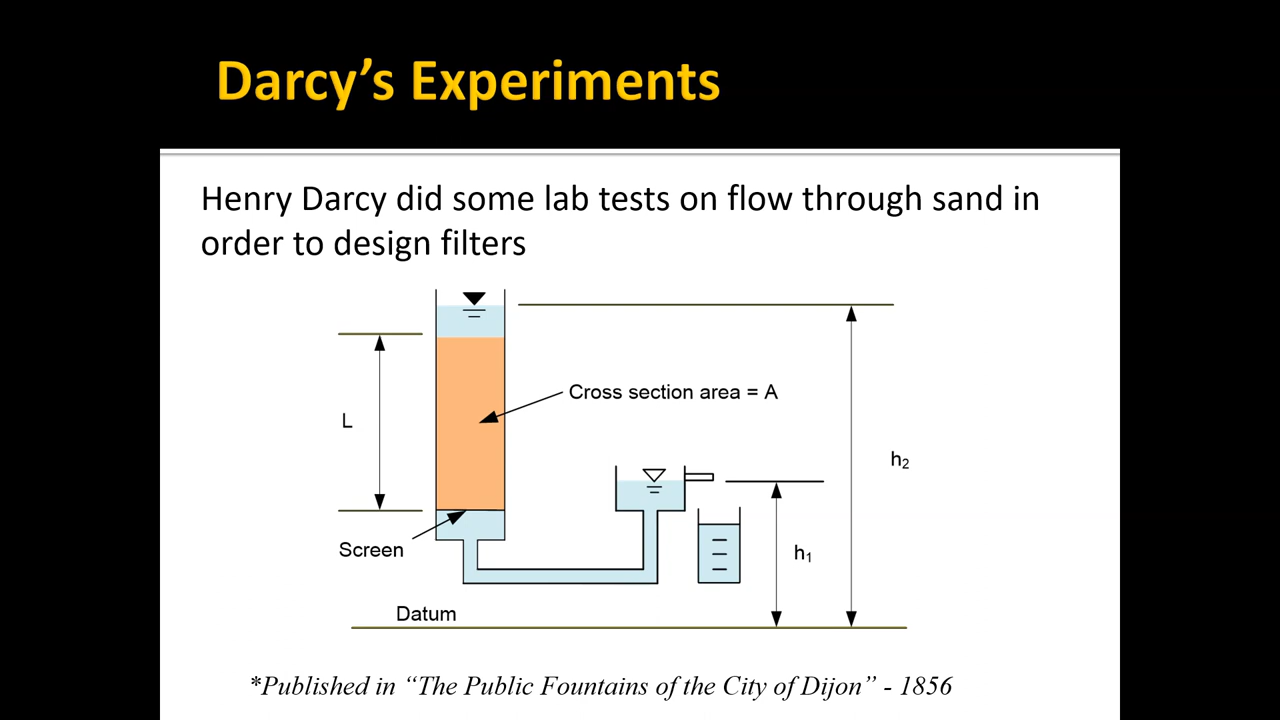 Darcy’s Experiments
Henry Darcy did some lab tests on flow through sand in
order to design filters
Cross section area = A
L
h₂
Screen
h₁
Datum
*Published in “The Public Fountains of the City of Dijon” - 1856